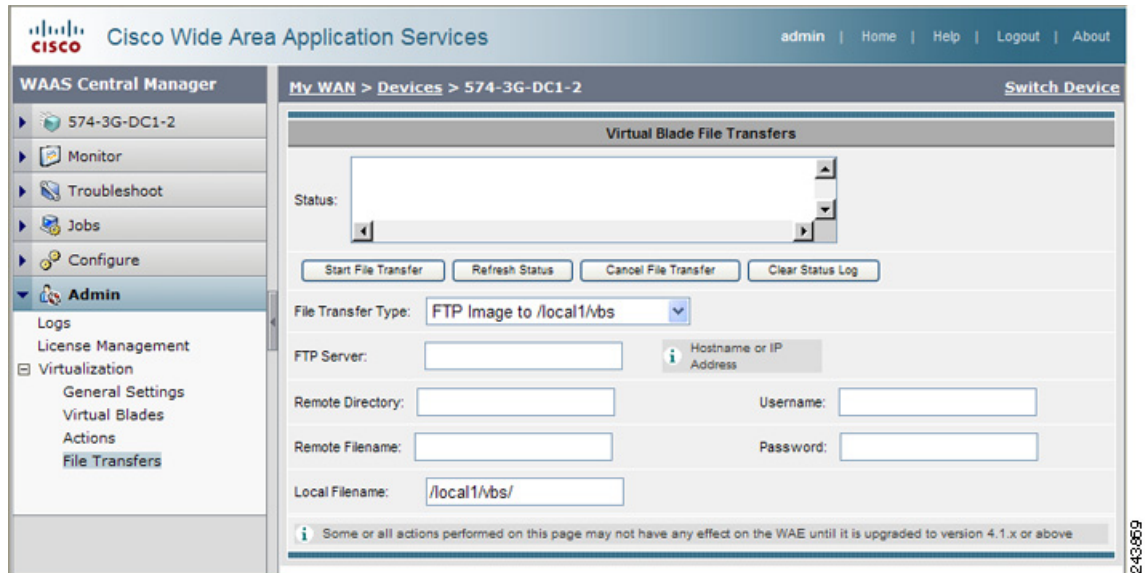 CISCO
Cisco Wide Area Application Services
admin | Home | Help | Logout | About
WAAS Central Manager
My WAN > Devices > 574-3G-DC1-2
Switch Device
574-3G-DC1-2
Monitor
Troubleshoot
Jobs
Configure
Admin
Logs
License Management
Virtualization
General Settings
Virtual Blades
Actions
File Transfers
Virtual Blade File Transfers
Status:
Start File Transfer
Refresh Status
Cancel File Transfer
Clear Status Log
File Transfer Type:
FTP Image to /local1/vbs
FTP Server:
Hostname or IP
Address
Remote Directory:
Username:
Remote Filename:
Password:
Local Filename:
/local1/vbs/
Some or all actions performed on this page may not have any effect on the WAE until it is upgraded to version 4.1.x or above
243859